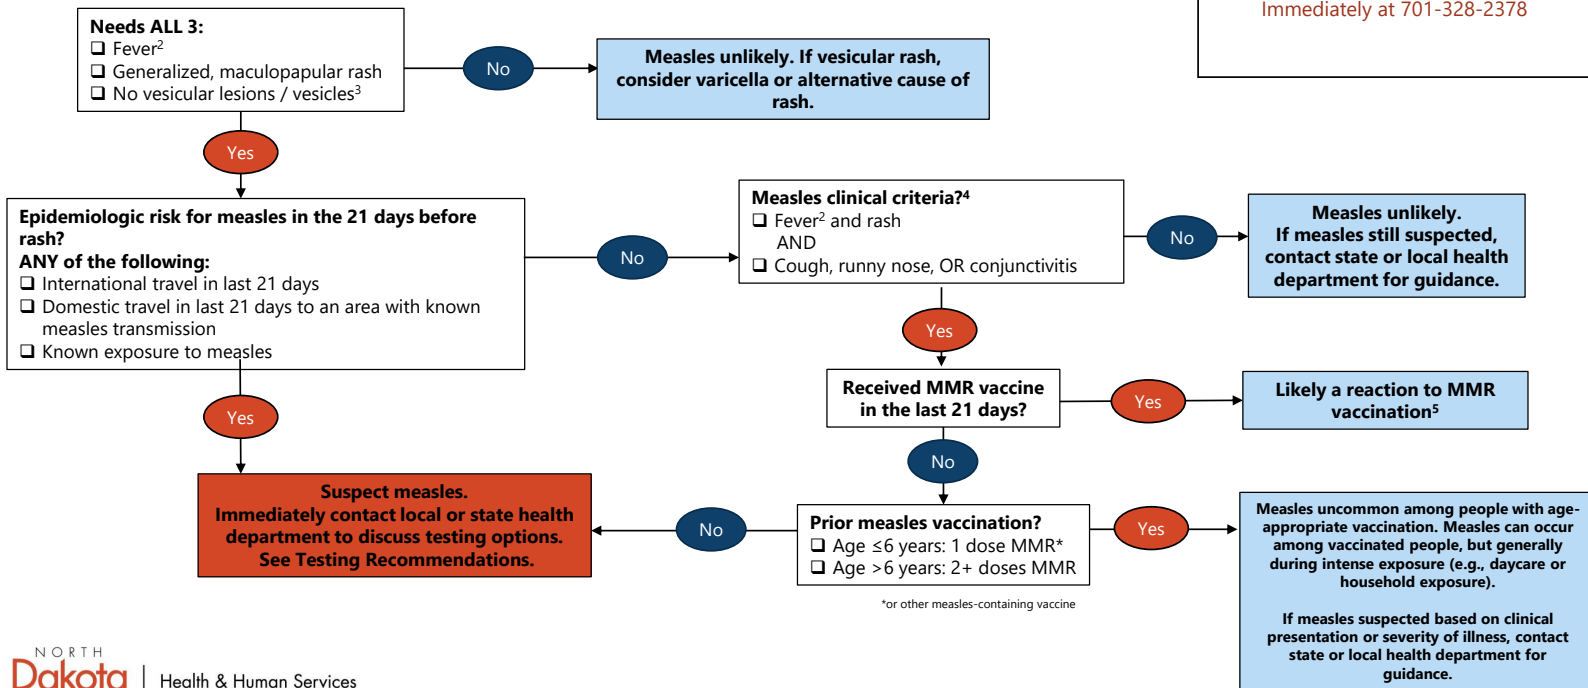 Immediately at 701-328-2378
Needs ALL 3:
❑ Fever²
❑ Generalized, maculopapular rash
❑ No vesicular lesions / vesicles³
No
Measles unlikely. If vesicular rash,
consider varicella or alternative cause of
rash.
Yes
Epidemiologic risk for measles in the 21 days before
rash?
ANY of the following:
❑ International travel in last 21 days
❑ Domestic travel in last 21 days to an area with known
measles transmission
❑ Known exposure to measles
No
Measles clinical criteria?⁴
❑ Fever² and rash
AND
❑ Cough, runny nose, OR conjunctivitis
No
Measles unlikely.
If measles still suspected,
contact state or local health
department for guidance.
Yes
Received MMR vaccine
in the last 21 days?
Yes
Likely a reaction to MMR
vaccination⁵
Yes
No
Suspect measles.
Immediately contact local or state health
department to discuss testing options.
See Testing Recommendations.
No
Prior measles vaccination?
❑ Age ≤6 years: 1 dose MMR*
❑ Age >6 years: 2+ doses MMR
*or other measles-containing vaccine
Yes
Measles uncommon among people with age-
appropriate vaccination. Measles can occur
among vaccinated people, but generally
during intense exposure (e.g., daycare or
household exposure).
If measles suspected based on clinical
presentation or severity of illness, contact
state or local health department for
guidance.
NORTH
Dakota
Health & Human Services